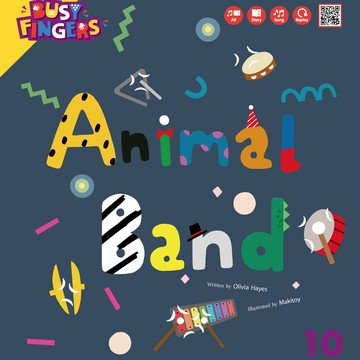 BUSY
FINGERS
All Story Song Replay
Animal
Band
Written by Olivia Hayes
Illustrated by Makitoy
10